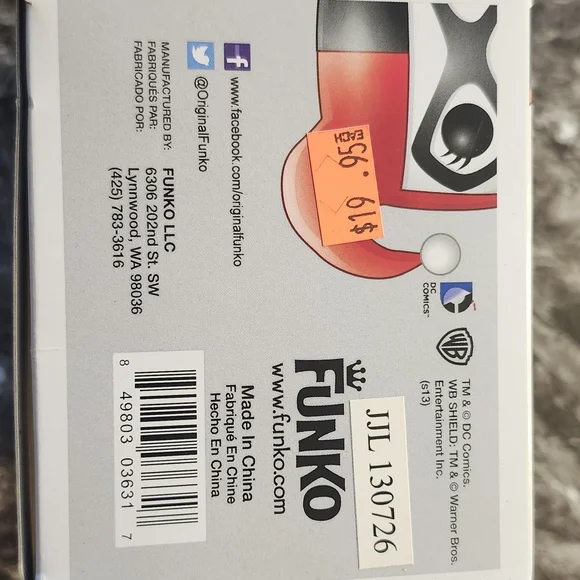 www.facebook.com/originalfunko
@OriginalFunko
MANUFACTURED BY:
FABRIQUÉS PAR:
FABRICADO POR:
FUNKO LLC
6306 202nd St. SW
Lynnwood, WA 98036
(425) 783-3616
$19.95
EACH
DC
COMICS™
WB
TM & © DC Comics.
WB SHIELD: TM & © Warner Bros.
Entertainment Inc.
(s13)
JJL 130726
FUNKO
www.funko.com
Made In China
Fabriqué En Chine
Hecho En China
8 49803 03631 7